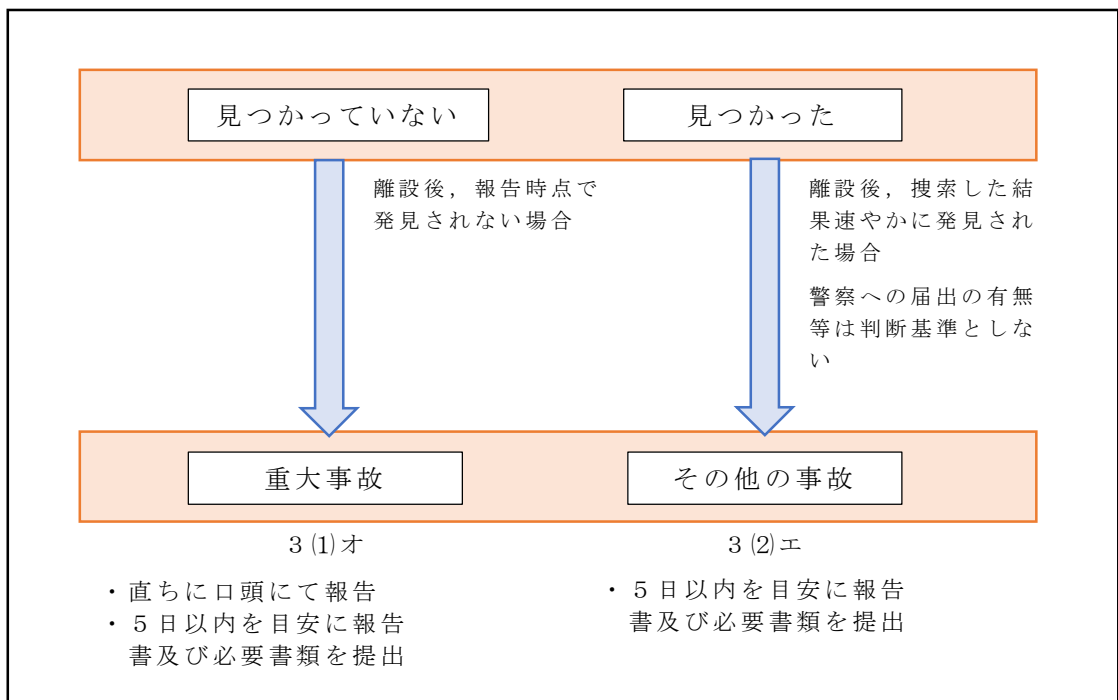 見つかっていない
見つかった
離設後，報告時点で
発見されない場合
離設後，捜索した結
果速やかに発見され
た場合
警察への届出の有無
等は判断基準としな
い
重大事故
その他の事故
３⑴オ
３⑵エ
・直ちに口頭にて報告
・５日以内を目安に報告
書及び必要書類を提出
・５日以内を目安に報告
書及び必要書類を提出